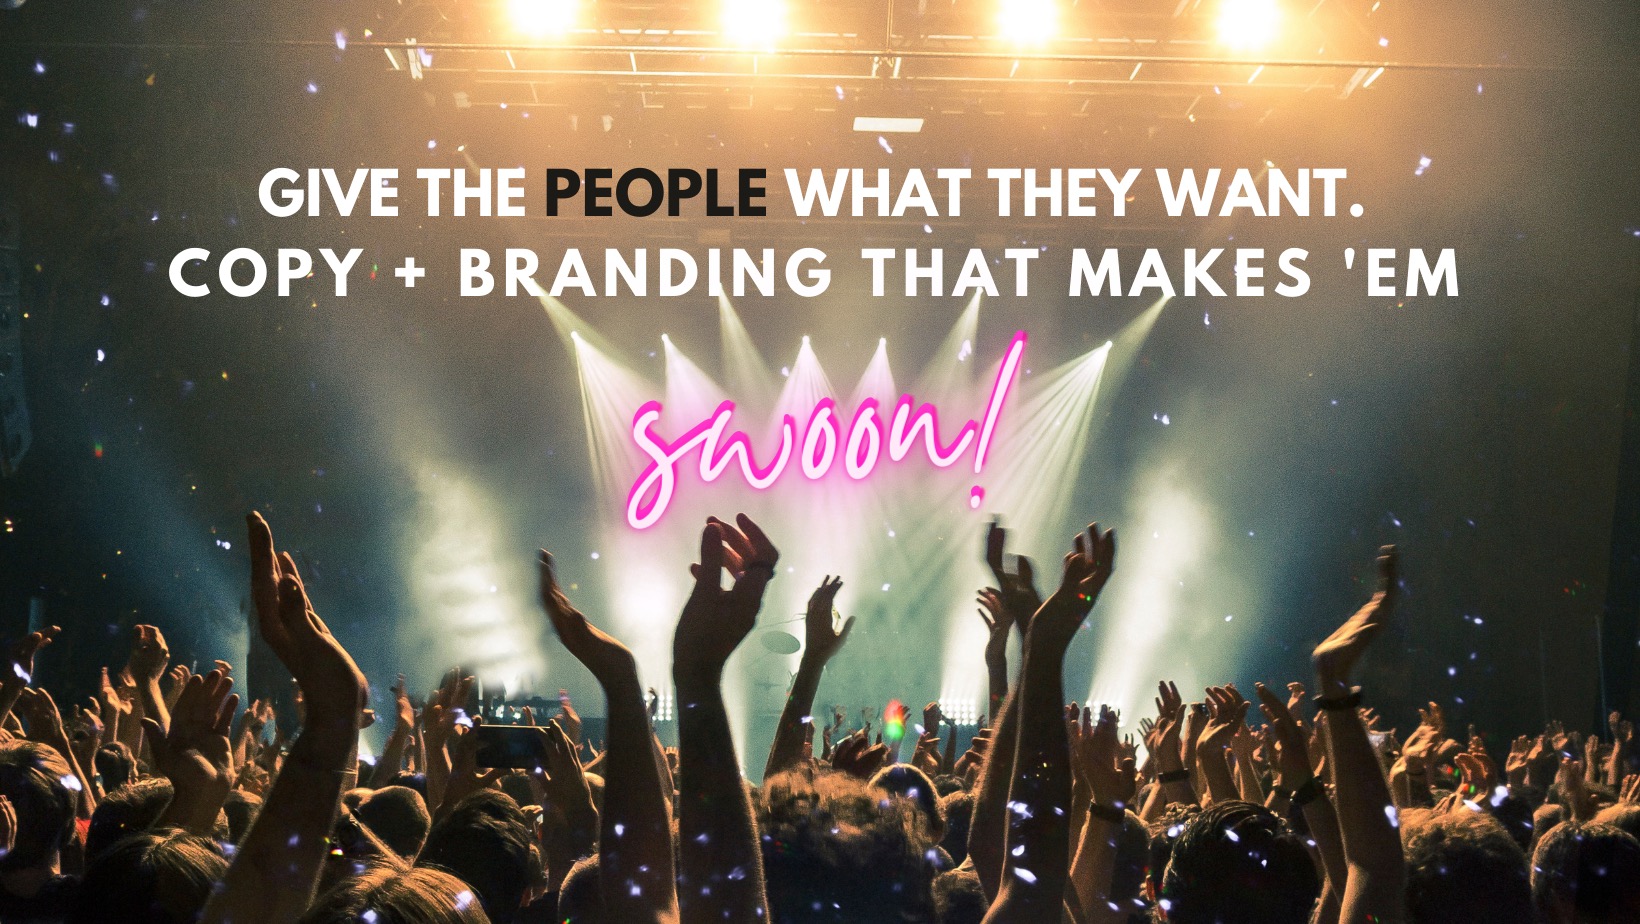 GIVE THE PEOPLE WHAT THEY WANT.
COPY + BRANDING THAT MAKES 'EM
swoon!